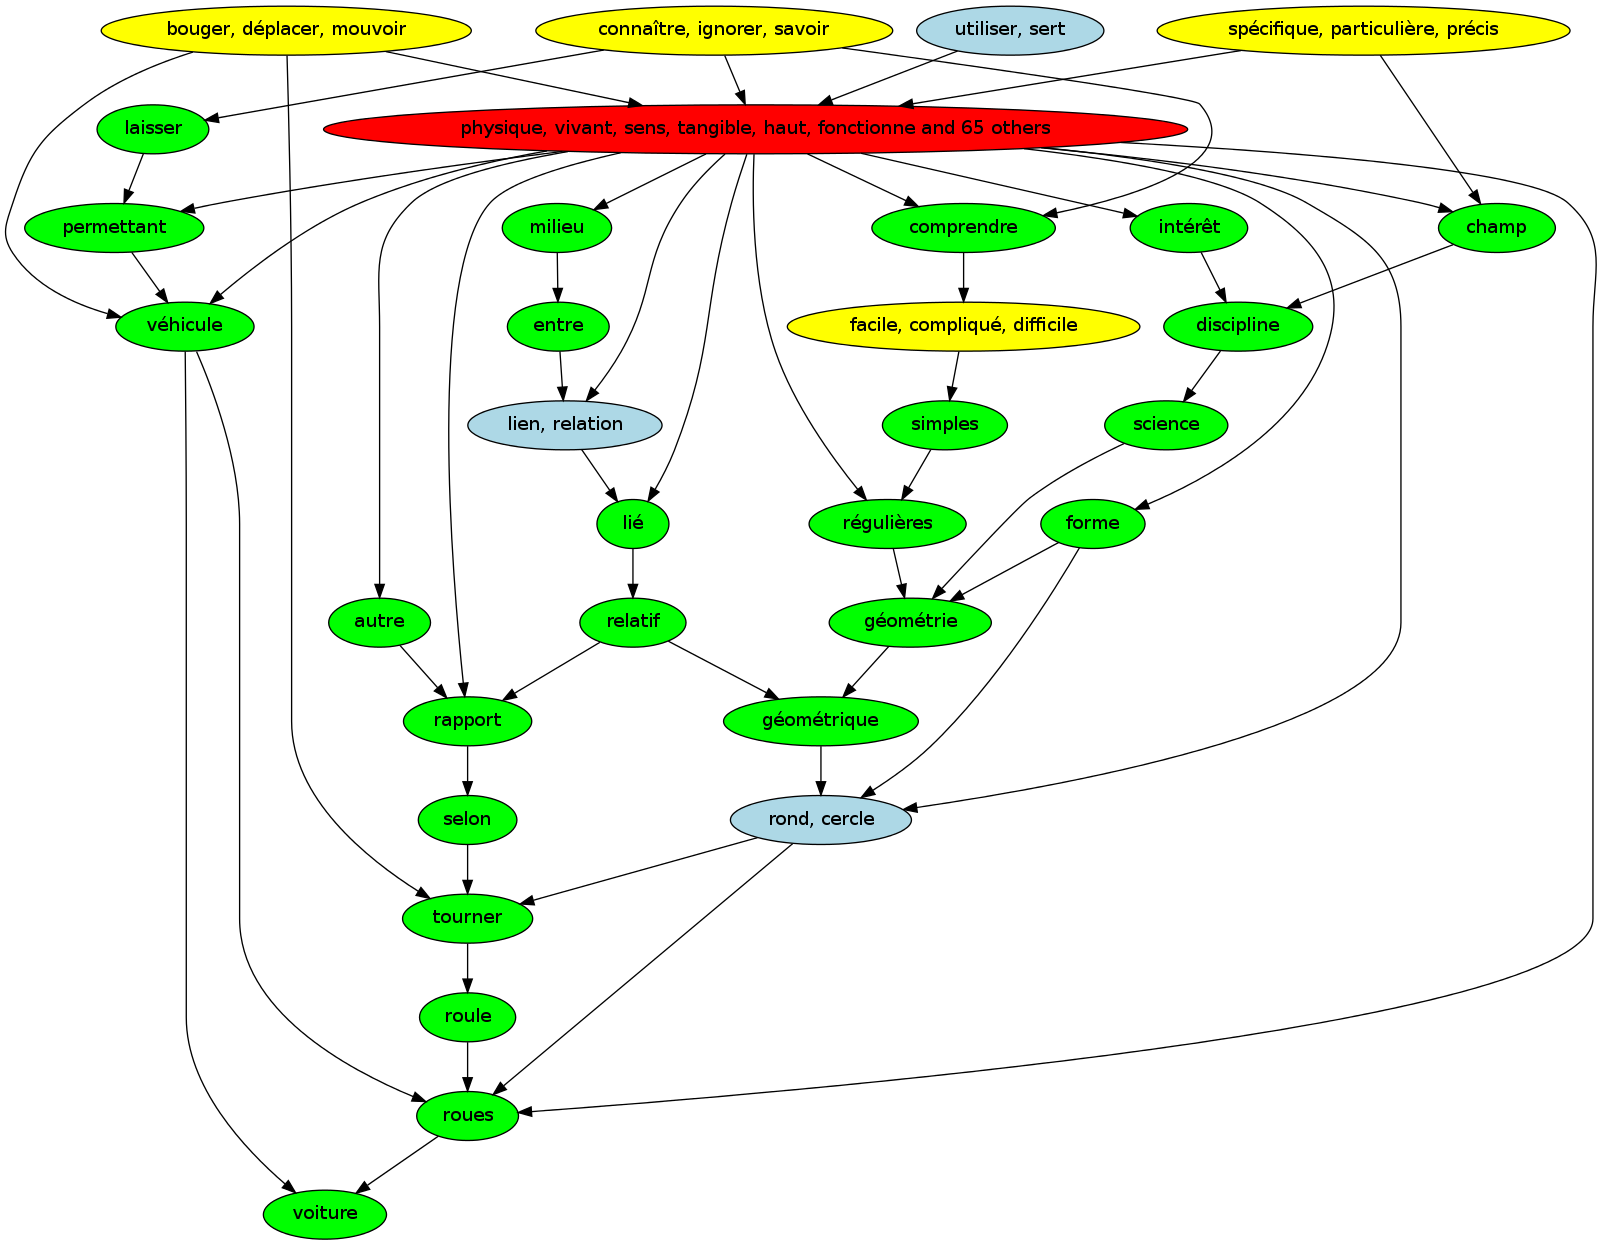 bouger, déplacer, mouvoir
connaître, ignorer, savoir
utiliser, sert
spécifique, particulière, précis
laisser
physique, vivant, sens, tangible, haut, fonctionne and 65 others
permettant
milieu
comprendre
intérêt
champ
véhicule
entre
facile, compliqué, difficile
discipline
lien, relation
simples
science
lié
régulières
forme
autre
relatif
géométrie
rapport
géométrique
selon
rond, cercle
tourner
roule
roues
voiture